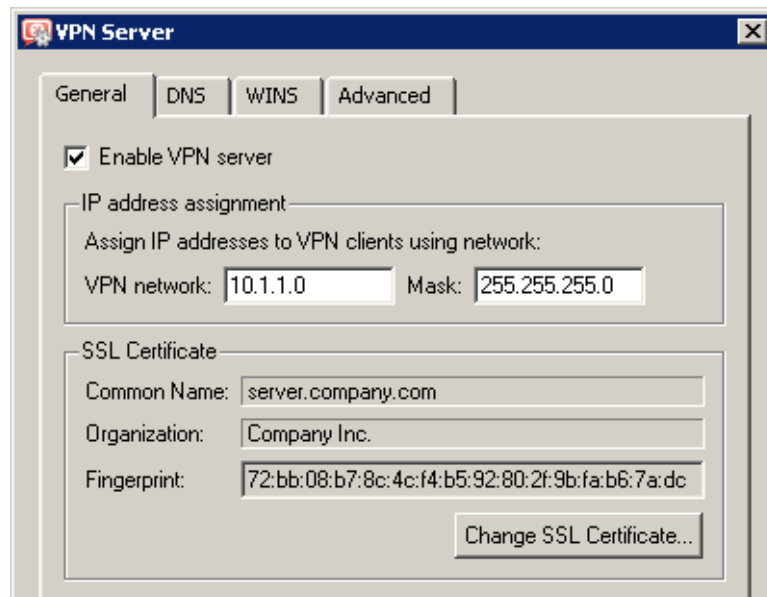 VPN Server
General DNS WINS Advanced
Enable VPN server
IP address assignment
Assign IP addresses to VPN clients using network:
VPN network: 10.1.1.0 Mask: 255.255.255.0
SSL Certificate
Common Name: server.company.com
Organization: Company Inc.
Fingerprint: 72:bb:08:b7:8c:4c:f4:b5:92:80:2f:9b:fa:b6:7a:dc
Change SSL Certificate...